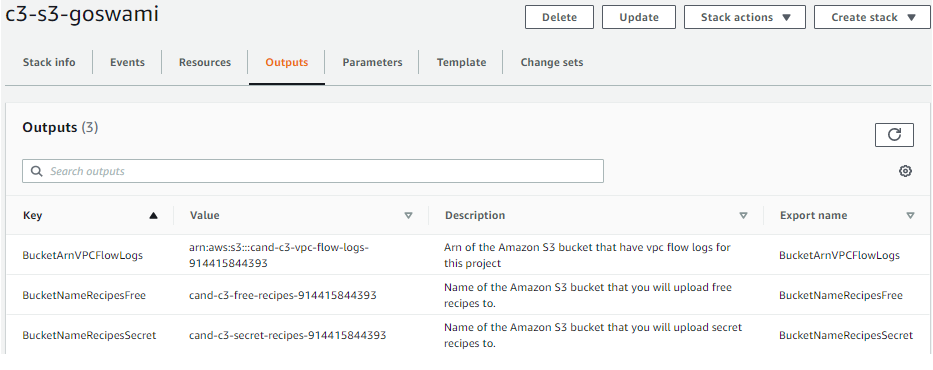 c3-s3-goswami
Delete
Update
Stack actions
Create stack
Stack info
Events
Resources
Outputs
Parameters
Template
Change sets
Outputs (3)
Search outputs
Key
Value
Description
Export name
BucketArnVPCFlowLogs
arn:aws:s3:::cand-c3-vpc-flow-logs-
914415844393
Arn of the Amazon S3 bucket that have vpc flow logs for
this project
BucketArnVPCFlowLogs
BucketNameRecipesFree
cand-c3-free-recipes-914415844393
Name of the Amazon S3 bucket that you will upload free
recipes to.
BucketNameRecipesFree
BucketNameRecipesSecret
cand-c3-secret-recipes-914415844393
Name of the Amazon S3 bucket that you will upload secret
recipes to.
BucketNameRecipesSecret